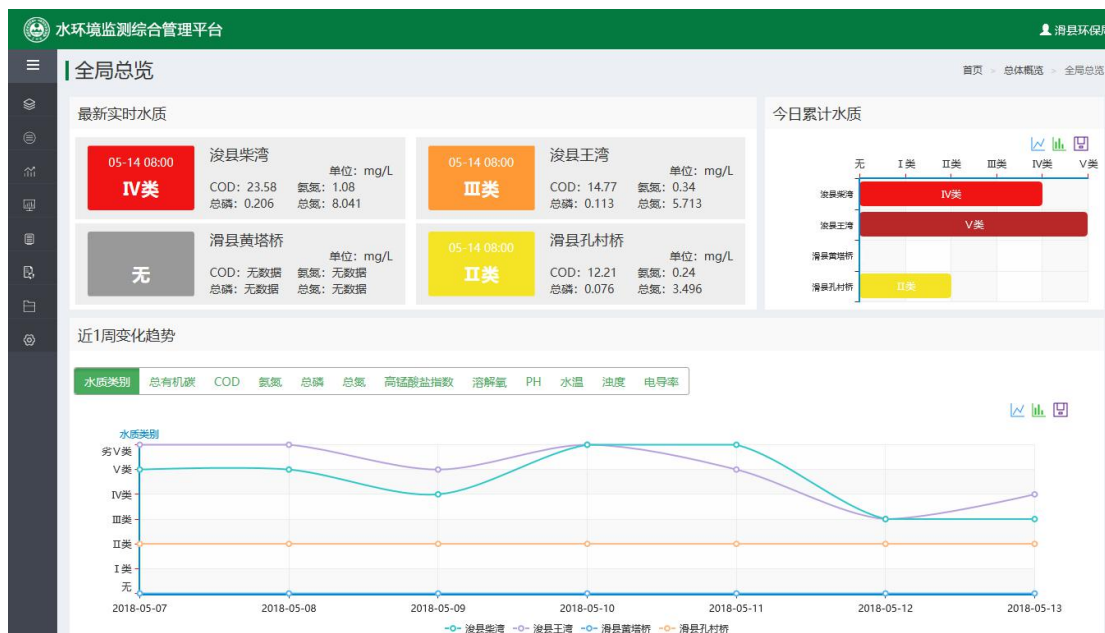 水环境监测综合管理平台
滑县环保局
全局总览
首页 > 总体概览 > 全局总览
最新实时水质
05-14 08:00
IV类
浚县柴湾
单位：mg/L
COD：23.58 氨氮：1.08
总磷：0.206 总氮：8.041
05-14 08:00
III类
浚县王湾
单位：mg/L
COD：14.77 氨氮：0.34
总磷：0.113 总氮：5.713
无
滑县黄塔桥
单位：mg/L
COD：无数据 氨氮：无数据
总磷：无数据 总氮：无数据
05-14 08:00
II类
滑县孔村桥
单位：mg/L
COD：12.21 氨氮：0.24
总磷：0.076 总氮：3.496
今日累计水质
无 I类 II类 III类 IV类 V类
浚县柴湾 IV类
浚县王湾 V类
滑县黄塔桥
滑县孔村桥 II类
近1周变化趋势
水质类别 总有机碳 COD 氨氮 总磷 总氮 高锰酸盐指数 溶解氧 PH 水温 浊度 电导率
水质类别
劣V类
V类
IV类
III类
II类
I类
无
2018-05-07 2018-05-08 2018-05-09 2018-05-10 2018-05-11 2018-05-12 2018-05-13
浚县柴湾 浚县王湾 滑县黄塔桥 滑县孔村桥